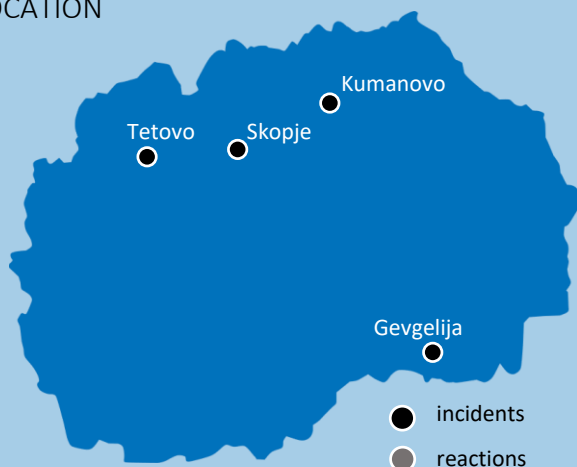 OCATION
Kumanovo
Tetovo
Skopje
Gevgelija
incidents
reactions